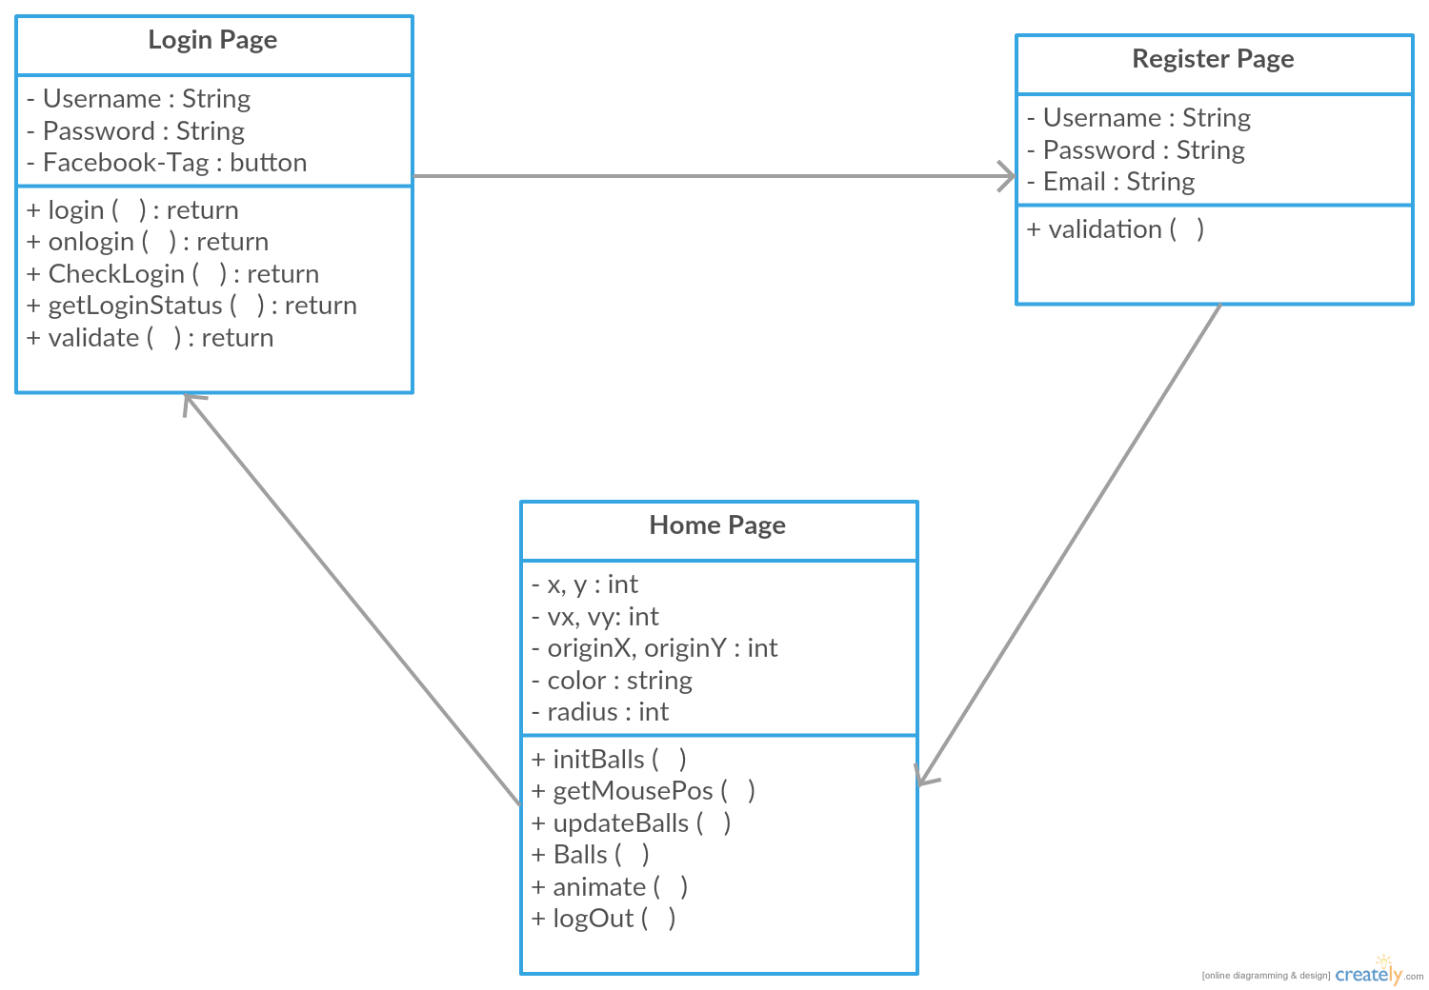 Login Page
- Username : String
- Password : String
- Facebook-Tag : button
+ login (   ) : return
+ onlogin (   ) : return
+ CheckLogin (   ) : return
+ getLoginStatus (   ) : return
+ validate (   ) : return
Register Page
- Username : String
- Password : String
- Email : String
+ validation (   )
Home Page
- x, y : int
- vx, vy: int
- originX, originY : int
- color : string
- radius : int
+ initBalls (   )
+ getMousePos (   )
+ updateBalls (   )
+ Balls (   )
+ animate (   )
+ logOut (   )
[online diagramming & design] creately.com